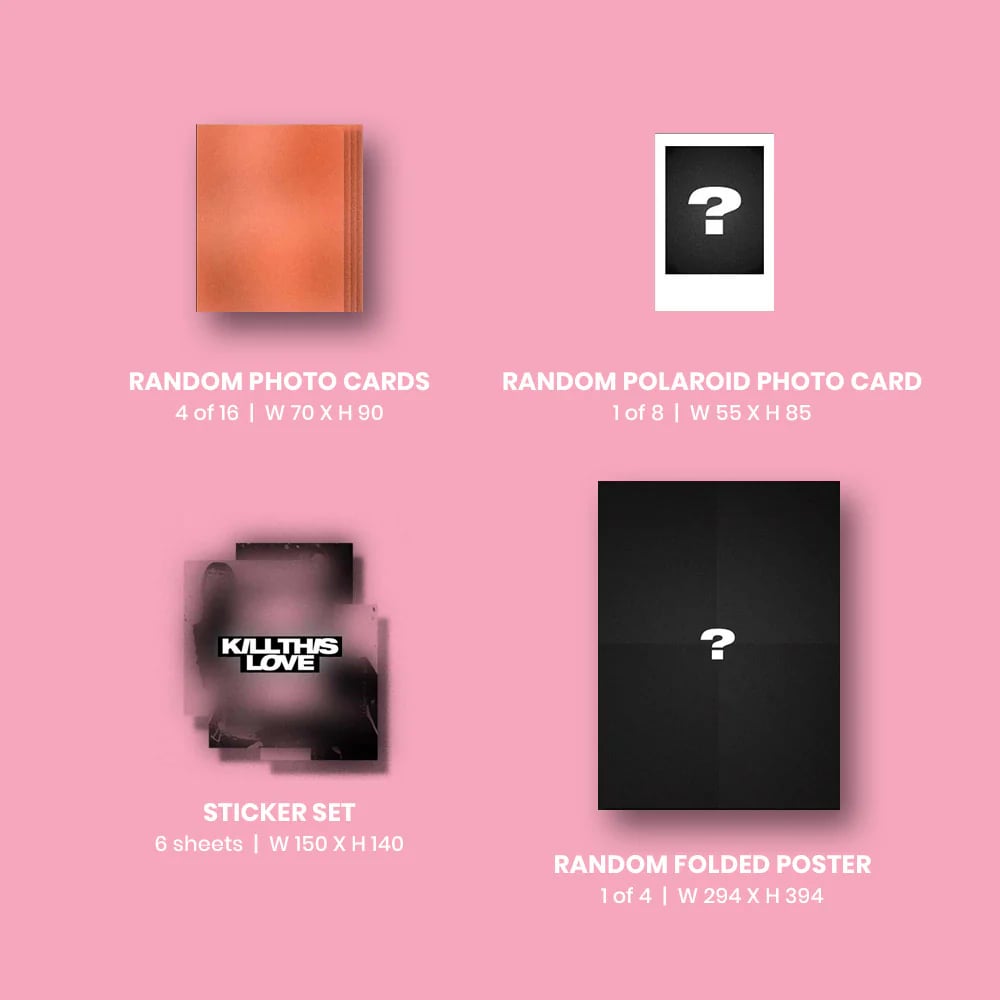 ?
RANDOM PHOTO CARDS
4 of 16 | W 70 X H 90
RANDOM POLAROID PHOTO CARD
1 of 8 | W 55 X H 85
KILL THIS
LOVE
STICKER SET
6 sheets | W 150 X H 140
?
RANDOM FOLDED POSTER
1 of 4 | W 294 X H 394